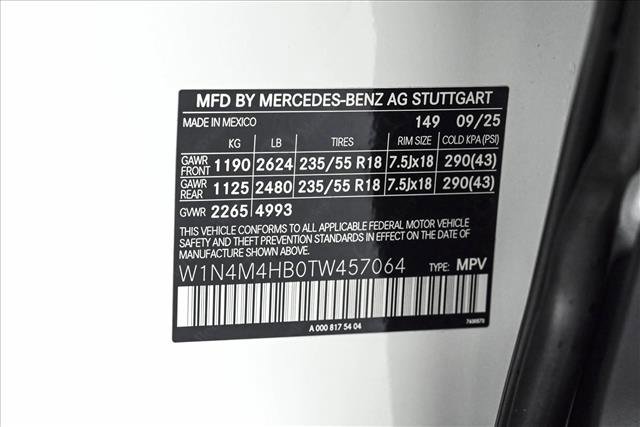 MFD BY MERCEDES-BENZ AG STUTTGART
MADE IN MEXICO 149 09/25
KG LB TIRES RIM SIZE COLD KPA (PSI)
GAWR FRONT 1190 2624 235/55 R18 7.5Jx18 290(43)
GAWR REAR 1125 2480 235/55 R18 7.5Jx18 290(43)
GVWR 2265 4993
THIS VEHICLE CONFORMS TO ALL APPLICABLE FEDERAL MOTOR VEHICLE
SAFETY AND THEFT PREVENTION STANDARDS IN EFFECT ON THE DATE OF
MANUFACTURE SHOWN ABOVE.
W1N4M4HB0TW457064 TYPE: MPV
A 000 817 54 04